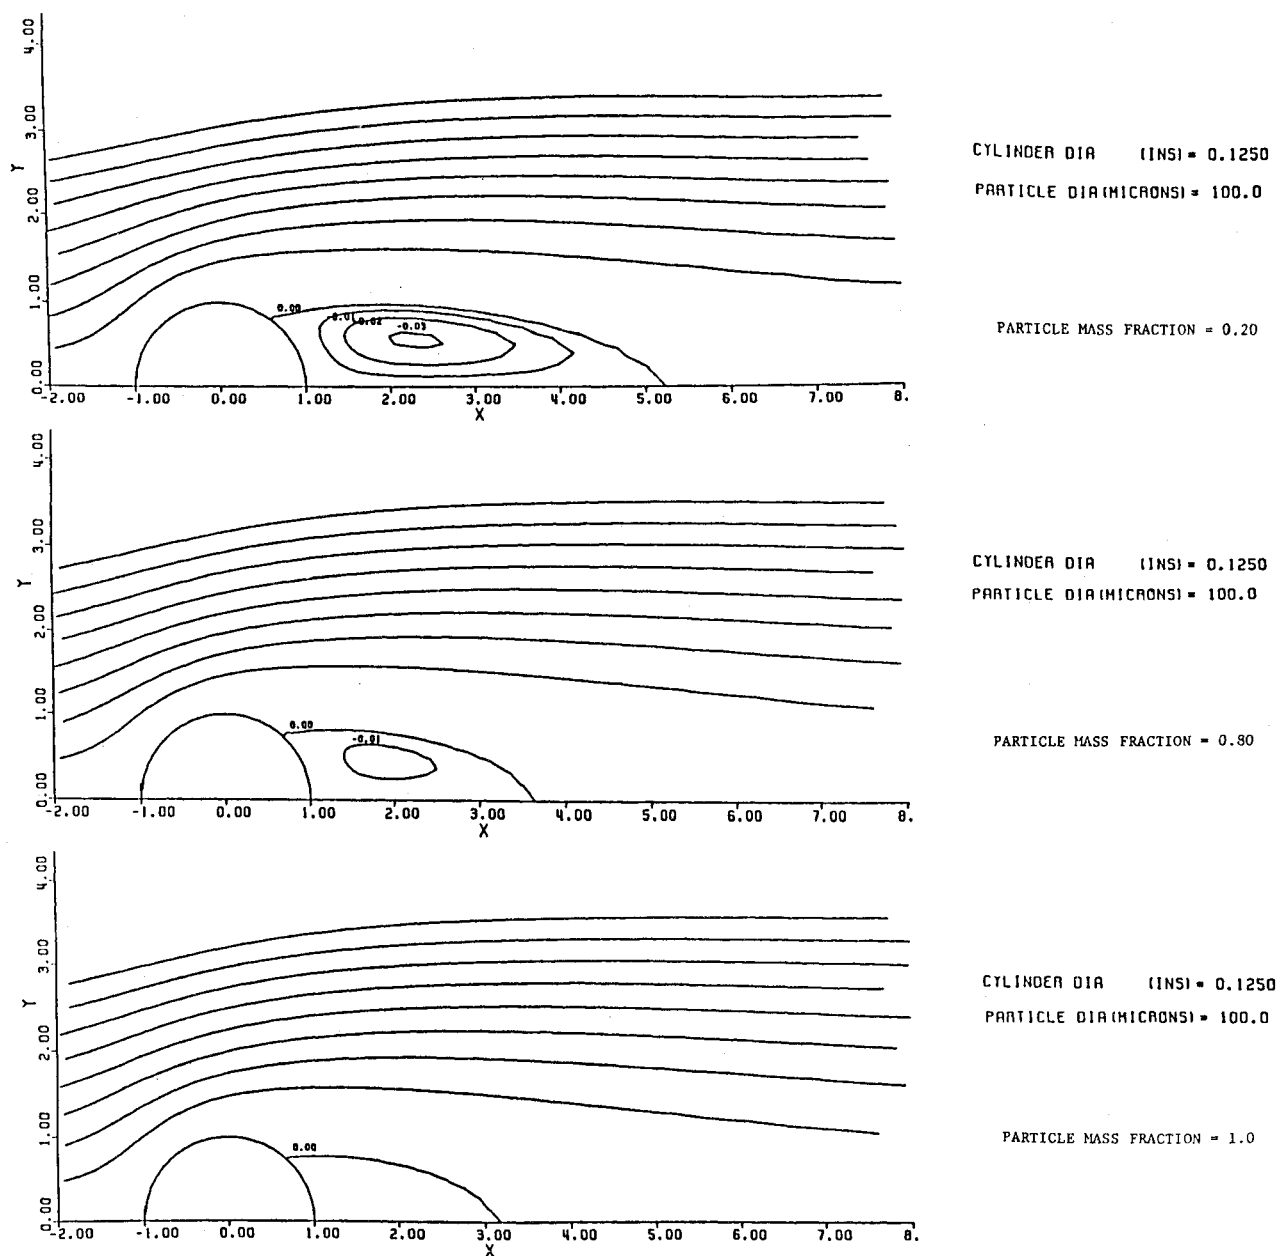 4.00
3.00
Y
2.00
1.00
0.00
0.00
-0.01
-0.02
-0.03
-2.00 -1.00 0.00 1.00 2.00 3.00 4.00 5.00 6.00 7.00 8.
X
CYLINDER DIA (INS) = 0.1250
PARTICLE DIA(MICRONS) = 100.0
PARTICLE MASS FRACTION = 0.20
4.00
3.00
Y
2.00
1.00
0.00
0.00
-0.01
-2.00 -1.00 0.00 1.00 2.00 3.00 4.00 5.00 6.00 7.00 8.
X
CYLINDER DIA (INS) = 0.1250
PARTICLE DIA(MICRONS) = 100.0
PARTICLE MASS FRACTION = 0.80
4.00
3.00
Y
2.00
1.00
0.00
0.00
-2.00 -1.00 0.00 1.00 2.00 3.00 4.00 5.00 6.00 7.00 8.
X
CYLINDER DIA (INS) = 0.1250
PARTICLE DIA(MICRONS) = 100.0
PARTICLE MASS FRACTION = 1.0